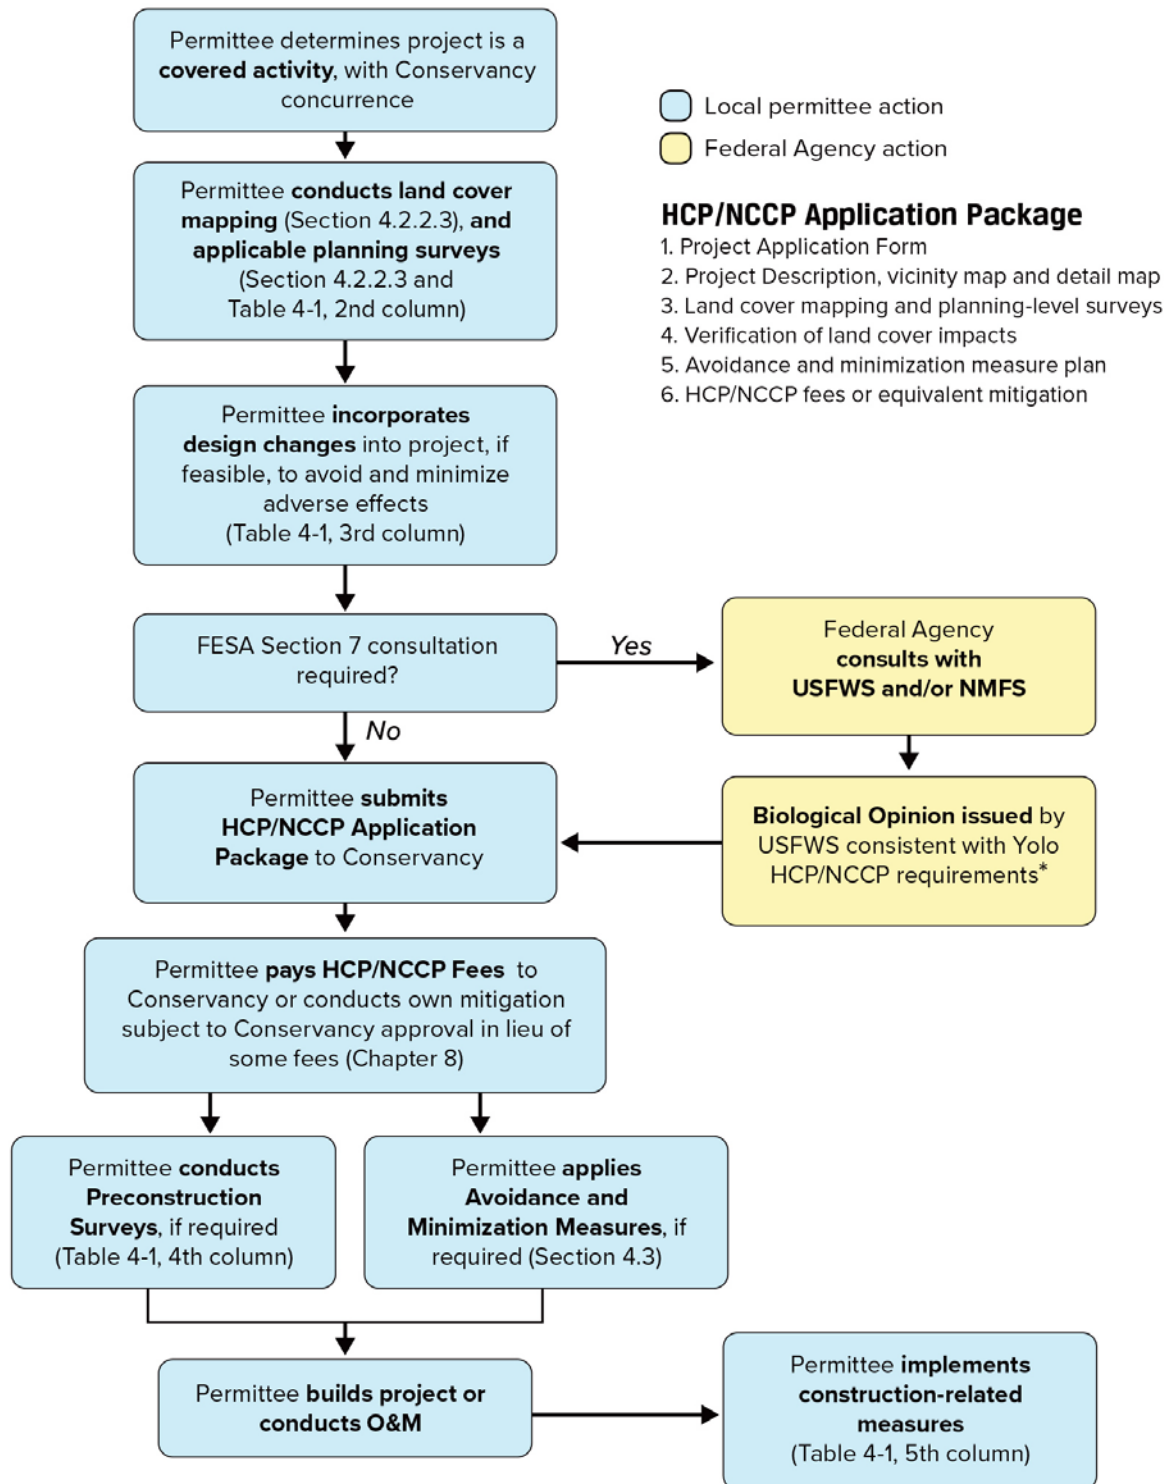 Permittee determines project is a
covered activity, with Conservancy
concurrence
Local permittee action
Federal Agency action
HCP/NCCP Application Package
1. Project Application Form
2. Project Description, vicinity map and detail map
3. Land cover mapping and planning-level surveys
4. Verification of land cover impacts
5. Avoidance and minimization measure plan
6. HCP/NCCP fees or equivalent mitigation
Permittee conducts land cover
mapping (Section 4.2.2.3), and
applicable planning surveys
(Section 4.2.2.3 and
Table 4-1, 2nd column)
Permittee incorporates
design changes into project, if
feasible, to avoid and minimize
adverse effects
(Table 4-1, 3rd column)
FESA Section 7 consultation
required?
Yes
Federal Agency
consults with
USFWS and/or NMFS
No
Biological Opinion issued by
USFWS consistent with Yolo
HCP/NCCP requirements*
Permittee submits
HCP/NCCP Application
Package to Conservancy
Permittee pays HCP/NCCP Fees to
Conservancy or conducts own mitigation
subject to Conservancy approval in lieu of
some fees (Chapter 8)
Permittee conducts
Preconstruction
Surveys, if required
(Table 4-1, 4th column)
Permittee applies
Avoidance and
Minimization Measures, if
required (Section 4.3)
Permittee builds project or
conducts O&M
Permittee implements
construction-related
measures
(Table 4-1, 5th column)